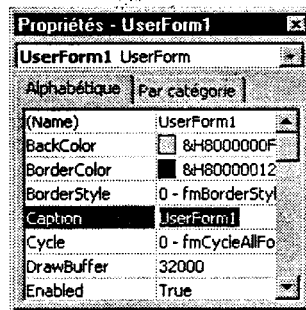 Propriétés - UserForm1
UserForm1 UserForm
Alphabétique Par catégorie
(Name) UserForm1
BackColor &H8000000F
BorderColor &H80000012
BorderStyle 0 - fmBorderStyl
Caption UserForm1
Cycle 0 - fmCycleAllFo
DrawBuffer 32000
Enabled True